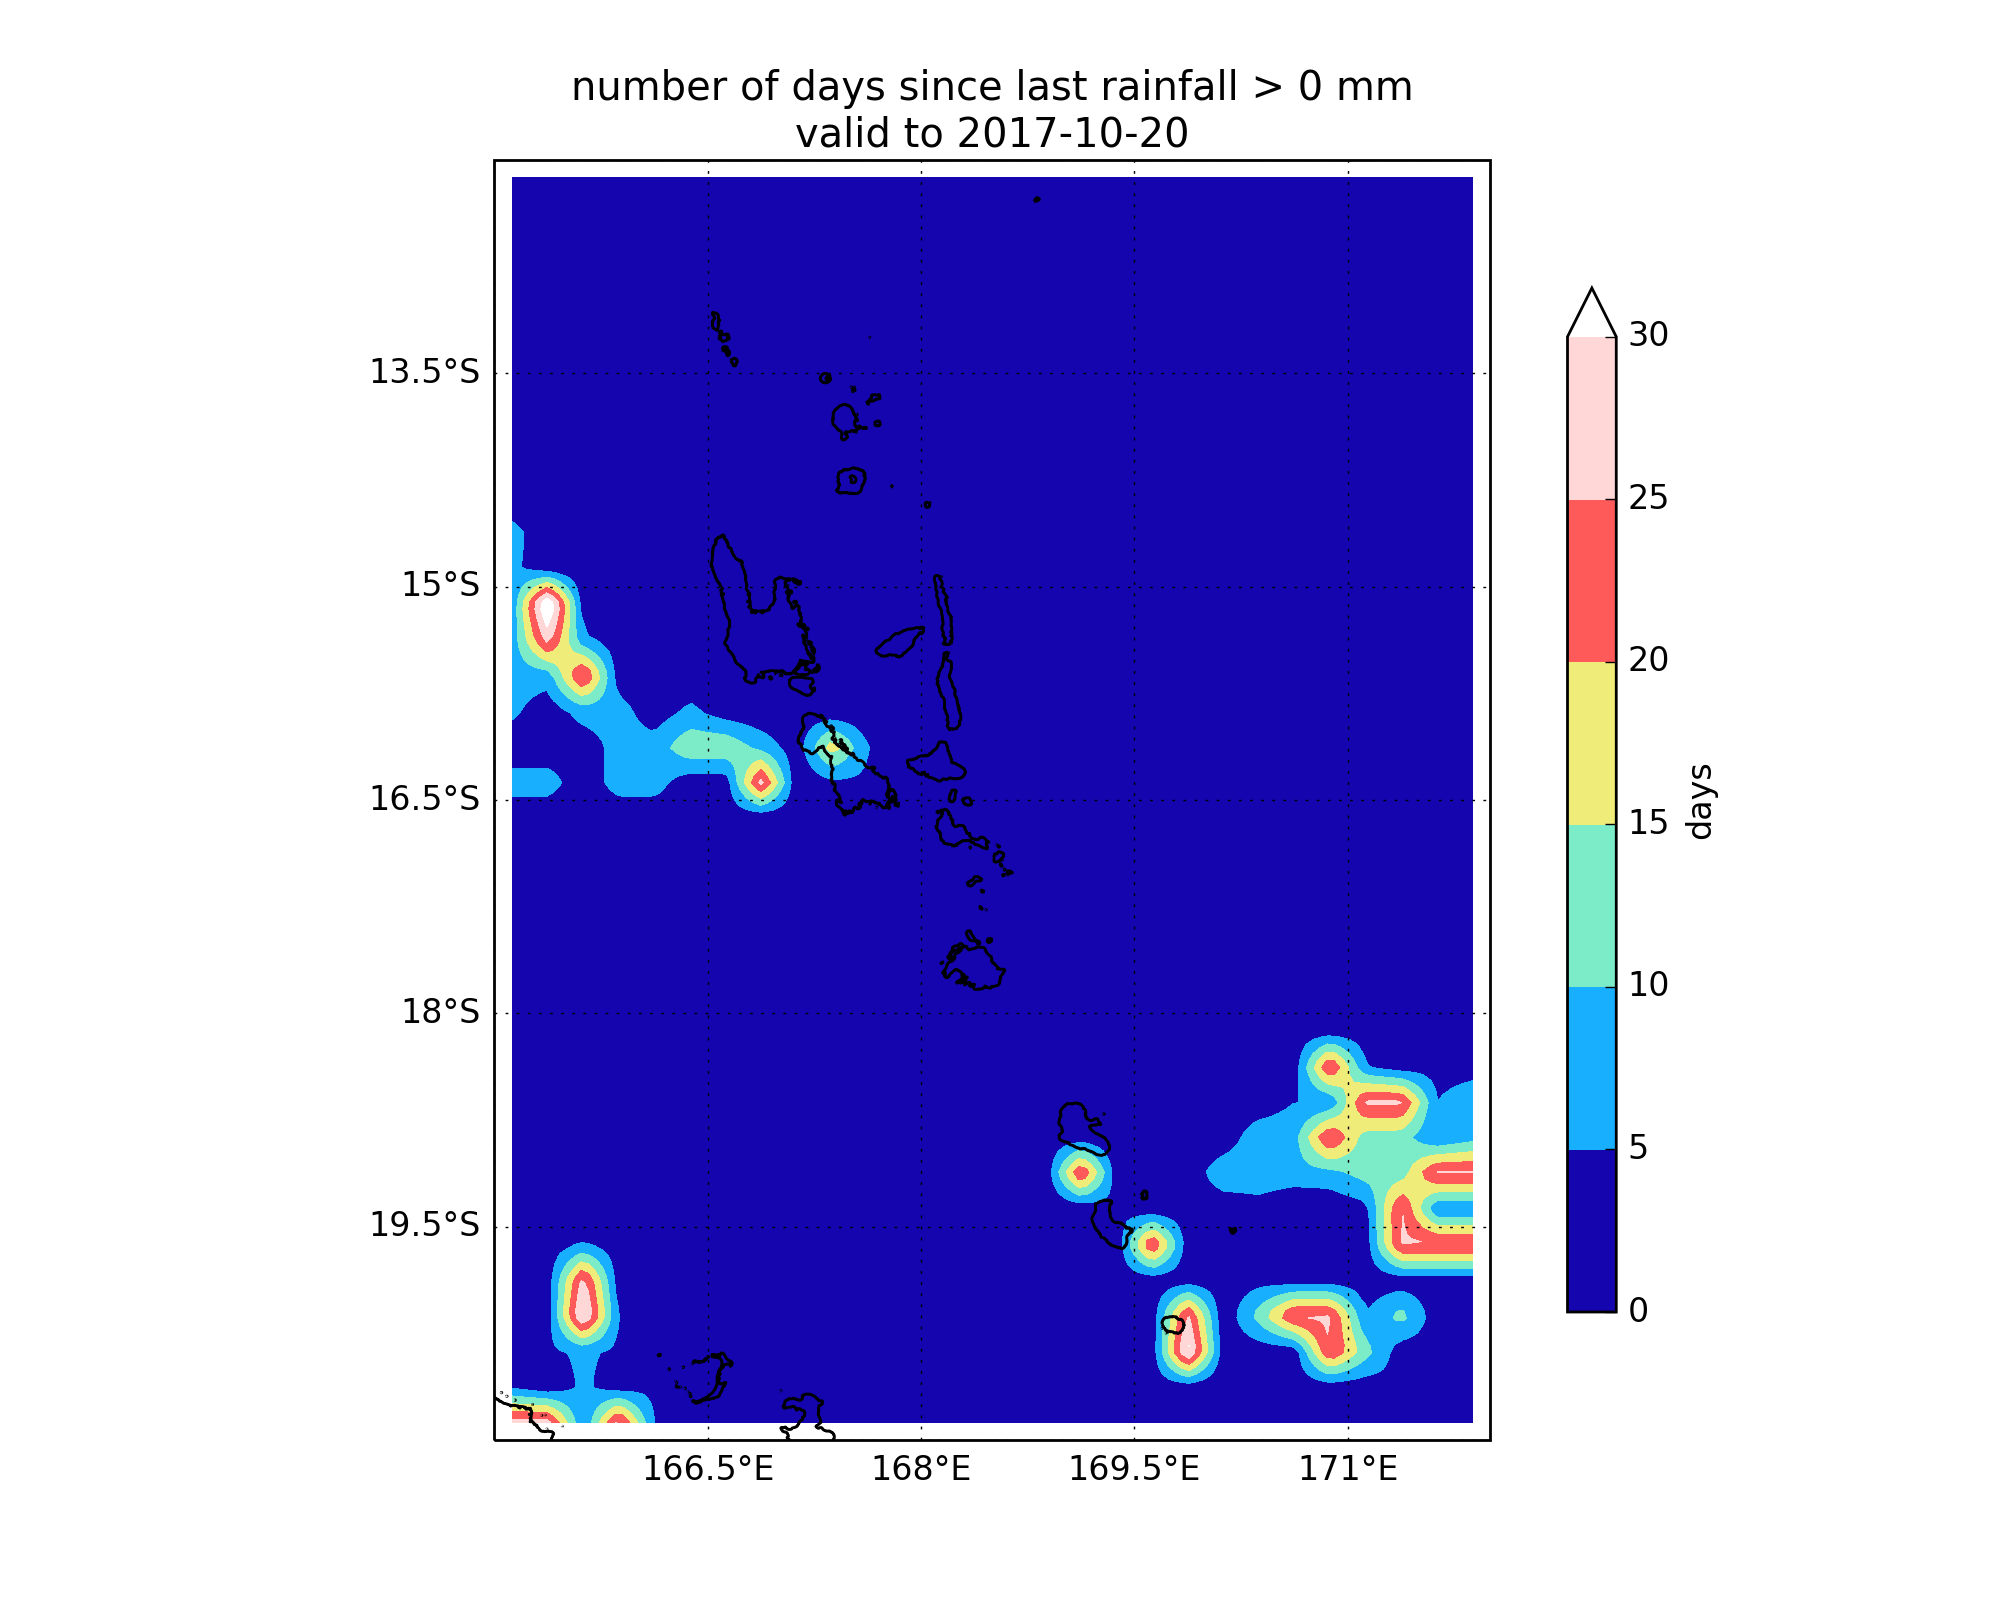 number of days since last rainfall > 0 mm
valid to 2017-10-20
13.5°S
15°S
16.5°S
18°S
19.5°S
166.5°E
168°E
169.5°E
171°E
30
25
20
15
10
5
0
days